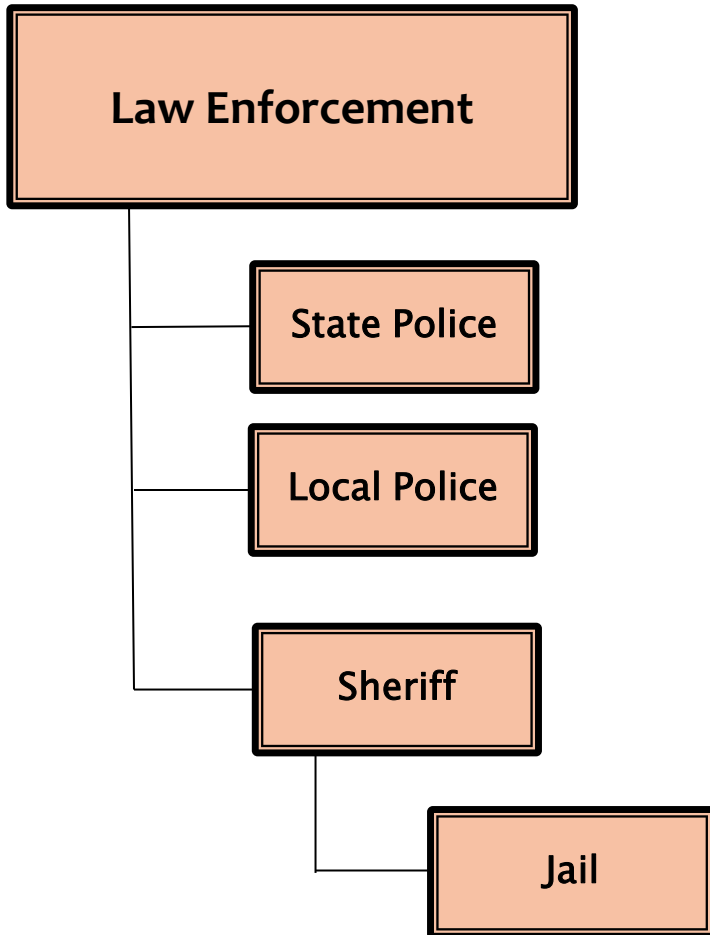 Law Enforcement
State Police
Local Police
Sheriff
Jail